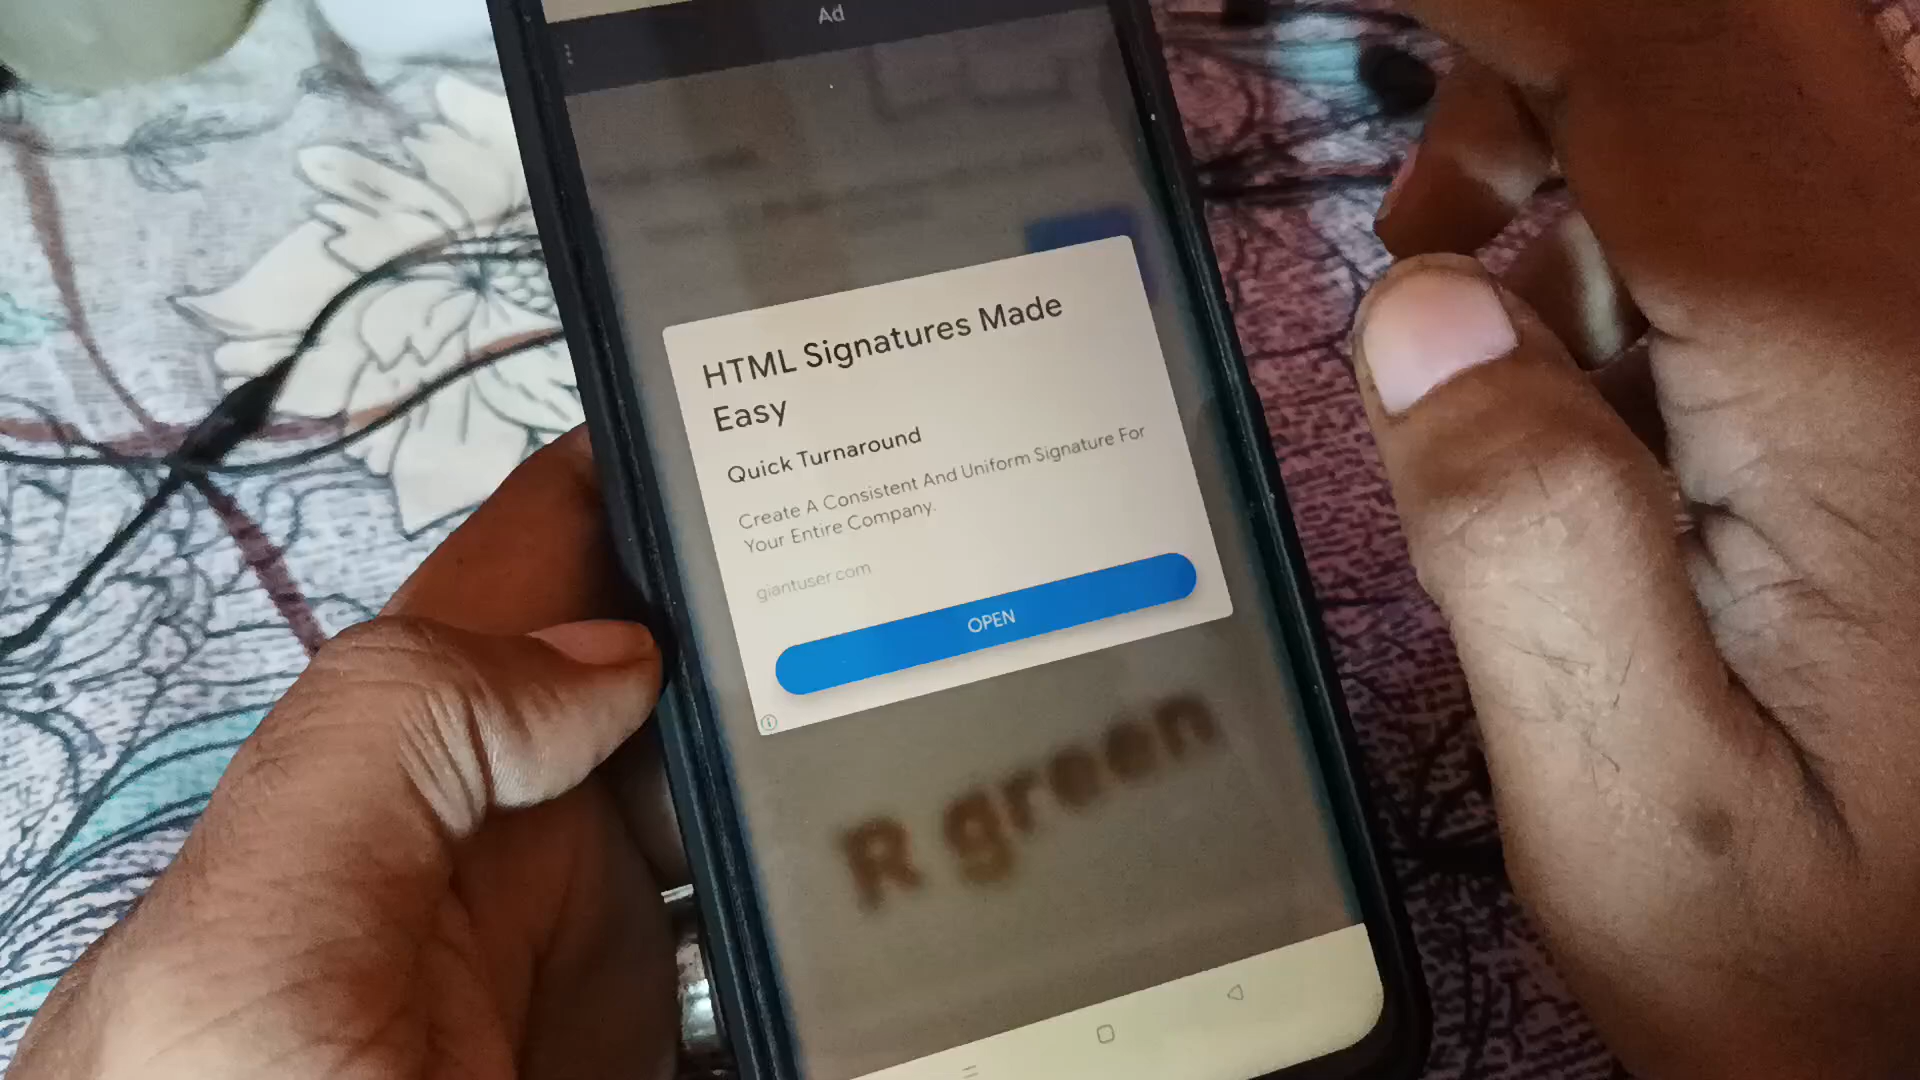 Ad
HTML Signatures Made
Easy
Quick Turnaround
Create A Consistent And Uniform Signature For
Your Entire Company.
giantuser.com
OPEN
R green